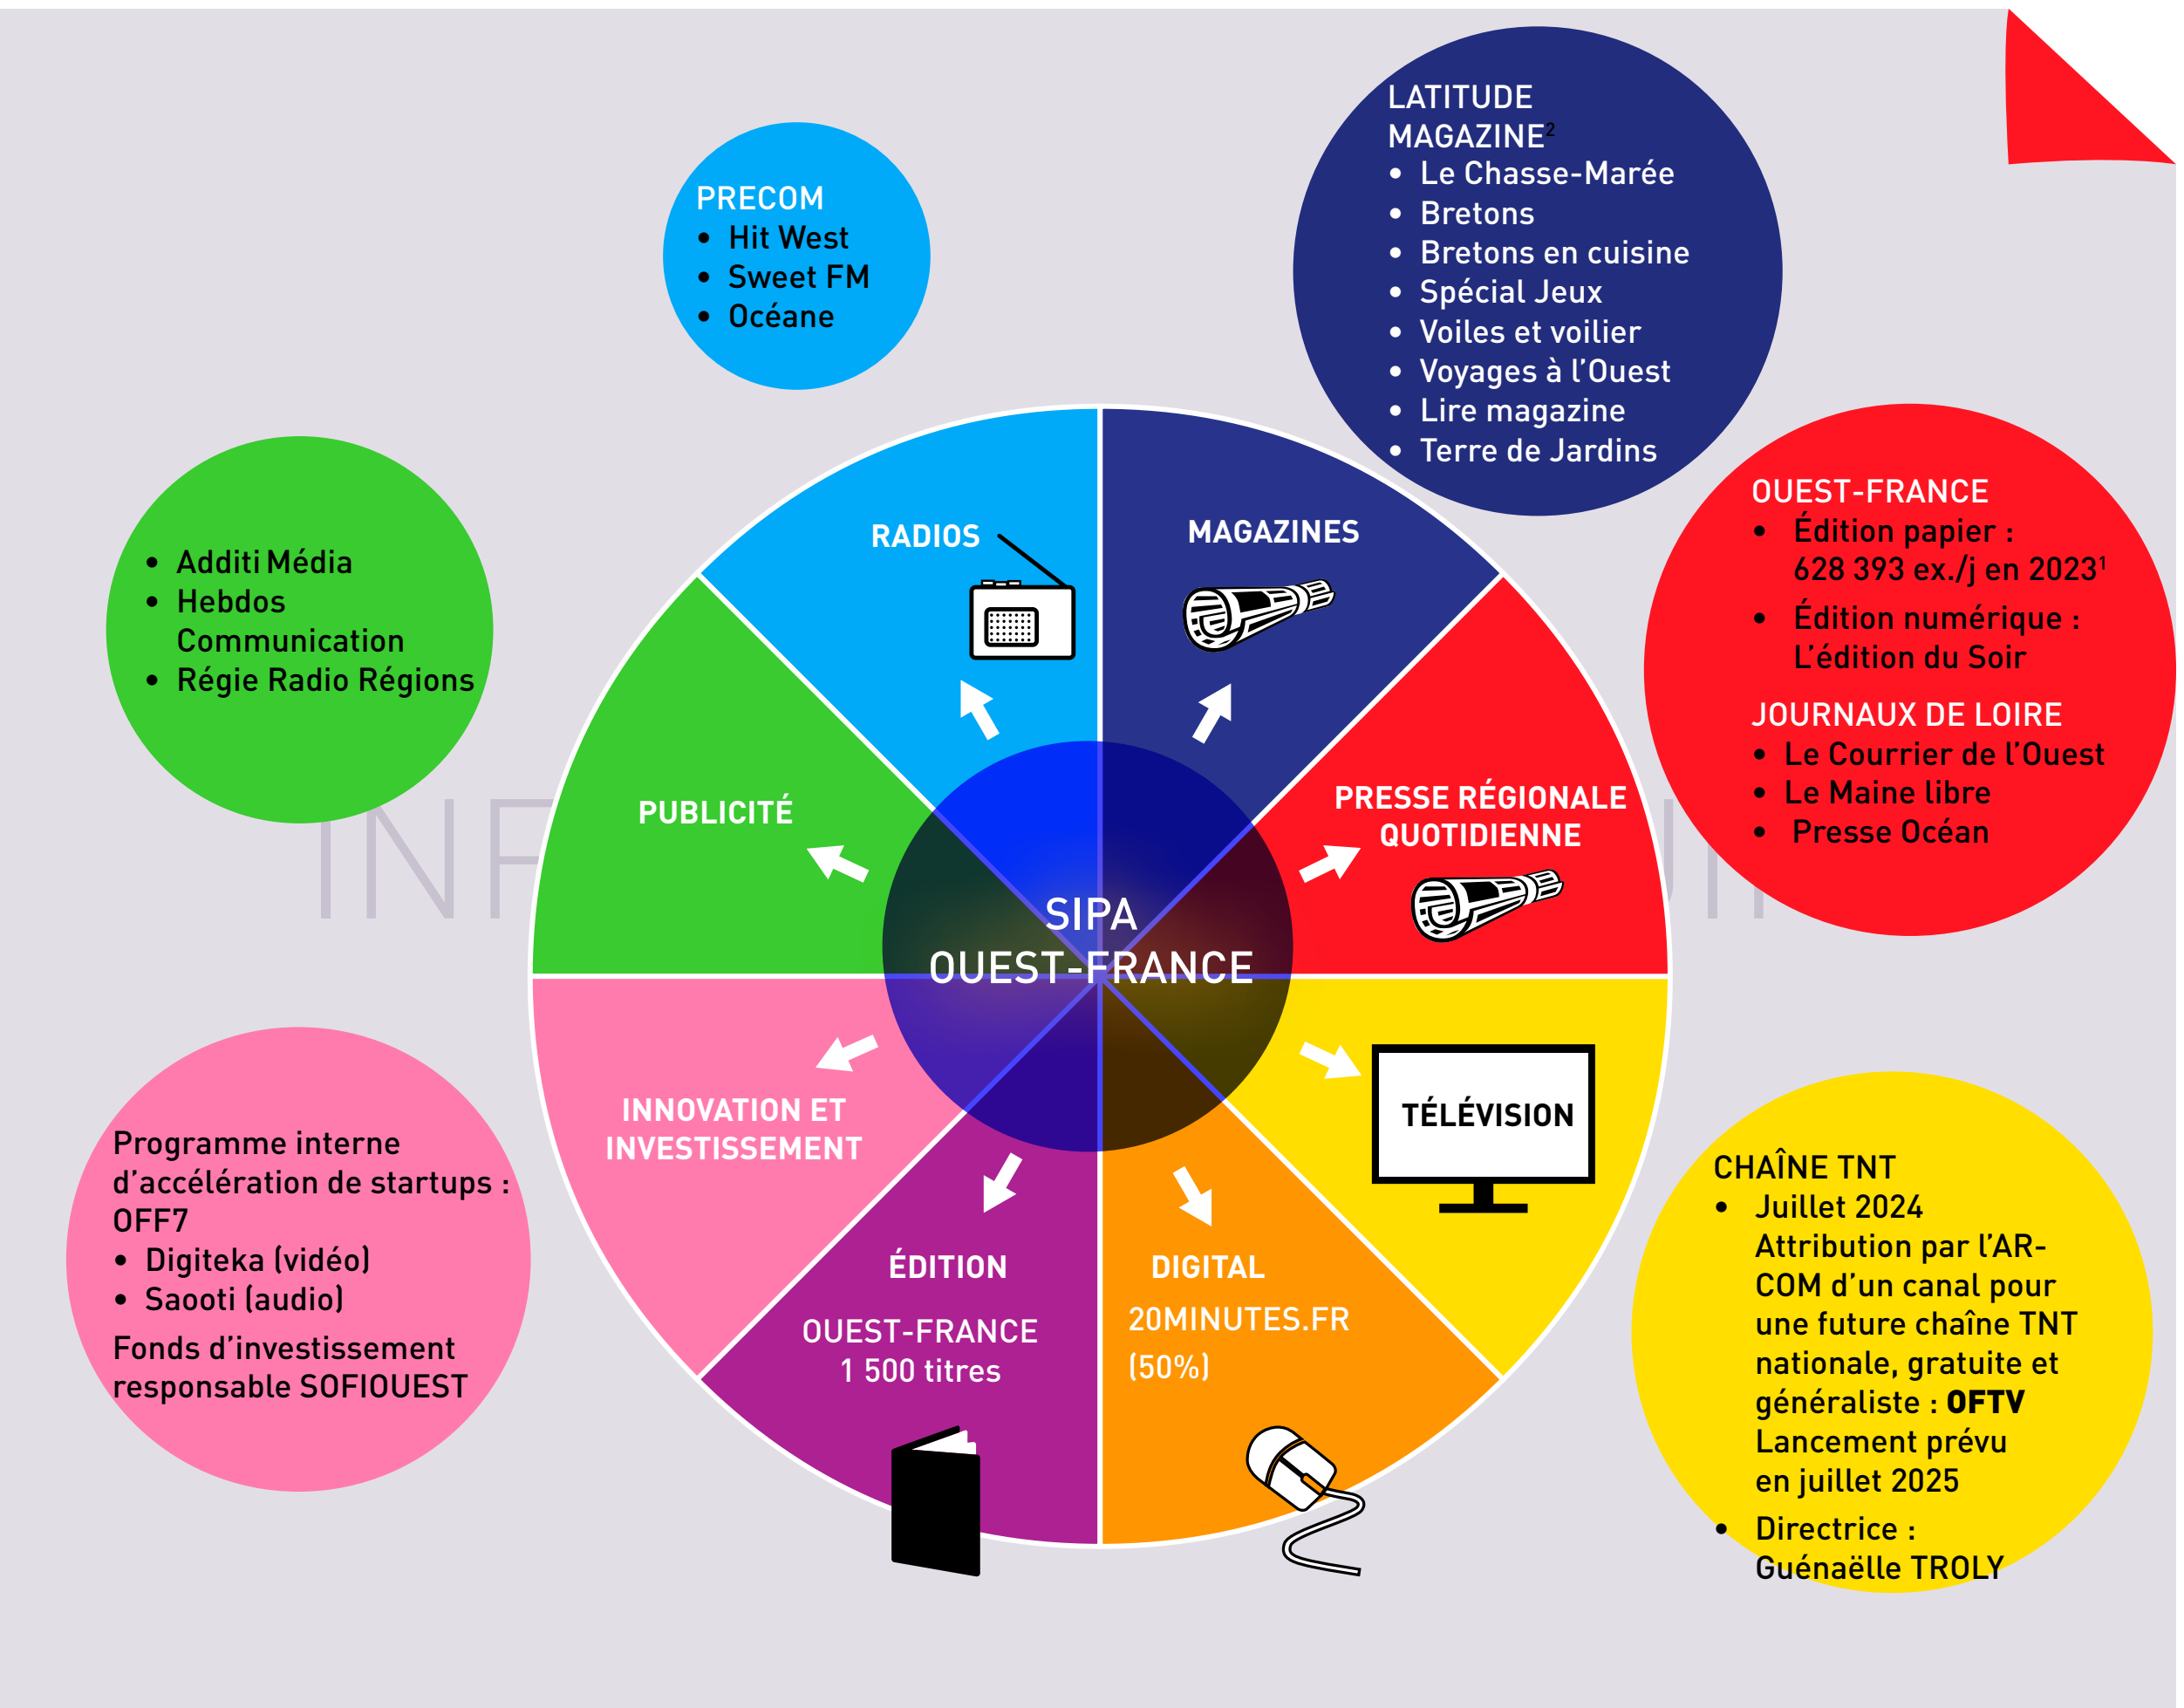 LATITUDE
MAGAZINE²
• Le Chasse-Marée
• Bretons
• Bretons en cuisine
• Spécial Jeux
• Voiles et voilier
• Voyages à l’Ouest
• Lire magazine
• Terre de Jardins
PRECOM
• Hit West
• Sweet FM
• Océane
OUEST-FRANCE
• Édition papier :
628 393 ex./j en 2023¹
• Édition numérique :
L’édition du Soir
JOURNAUX DE LOIRE
• Le Courrier de l’Ouest
• Le Maine libre
• Presse Océan
• Additi Média
• Hebdos
Communication
• Régie Radio Régions
RADIOS
MAGAZINES
PUBLICITÉ
PRESSE RÉGIONALE
QUOTIDIENNE
SIPA
OUEST-FRANCE
INNOVATION ET
INVESTISSEMENT
TÉLÉVISION
ÉDITION
OUEST-FRANCE
1 500 titres
DIGITAL
20MINUTES.FR
(50%)
Programme interne
d’accélération de startups :
OFF7
• Digiteka (vidéo)
• Saooti (audio)
Fonds d’investissement
responsable SOFIOUEST
CHAÎNE TNT
• Juillet 2024
Attribution par l’AR-
COM d’un canal pour
une future chaîne TNT
nationale, gratuite et
généraliste : OFTV
Lancement prévu
en juillet 2025
• Directrice :
Guénaëlle TROLY